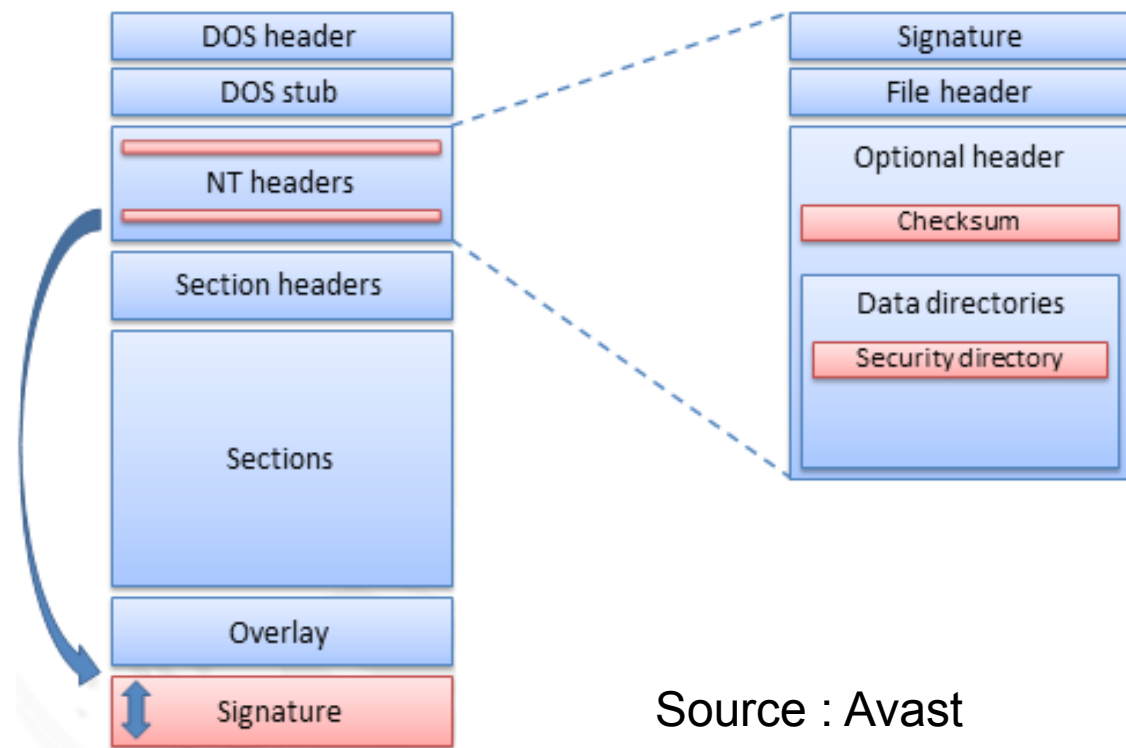 DOS header
DOS stub
NT headers
Section headers
Sections
Overlay
Signature
Signature
File header
Optional header
Checksum
Data directories
Security directory
Source : Avast